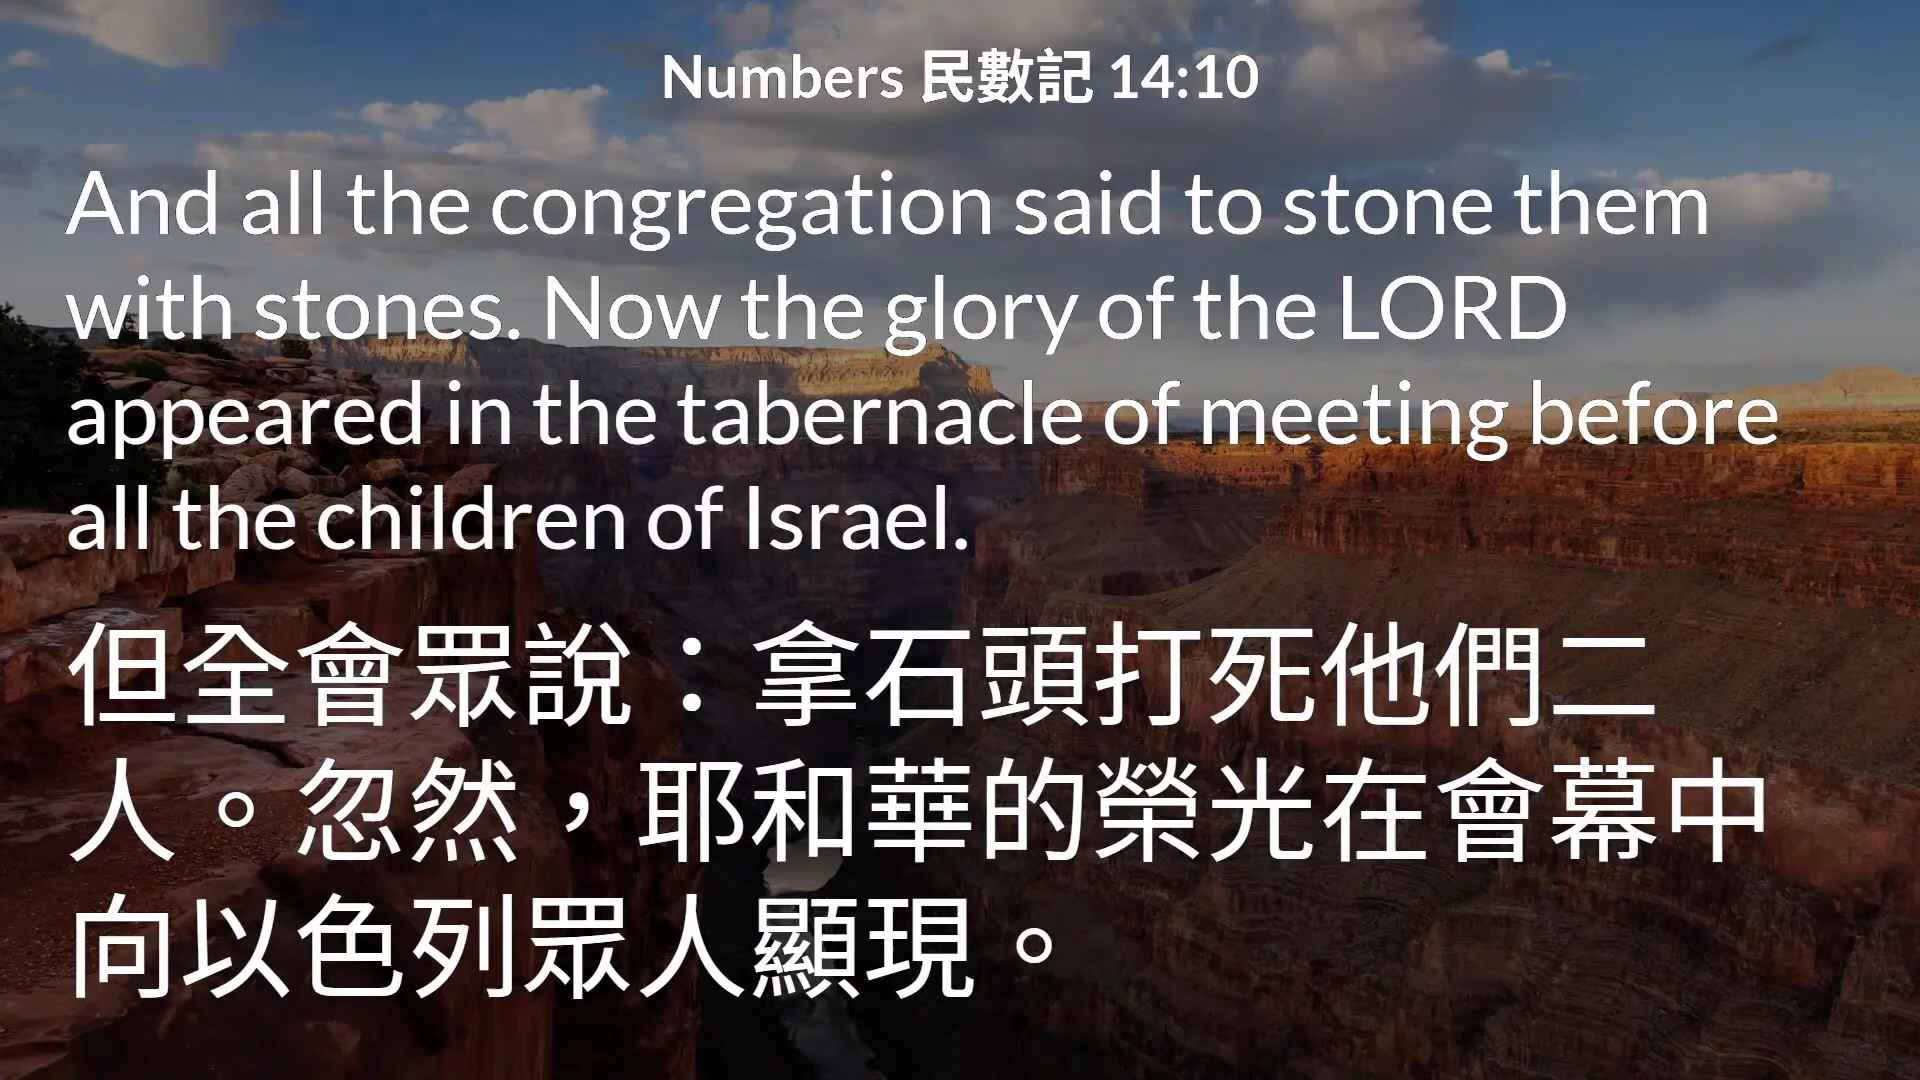 Numbers 民數記 14:10
And all the congregation said to stone them
with stones. Now the glory of the LORD
appeared in the tabernacle of meeting before
all the children of Israel.
但全會眾說：拿石頭打死他們二
人。忽然，耶和華的榮光在會幕中
向以色列眾人顯現。